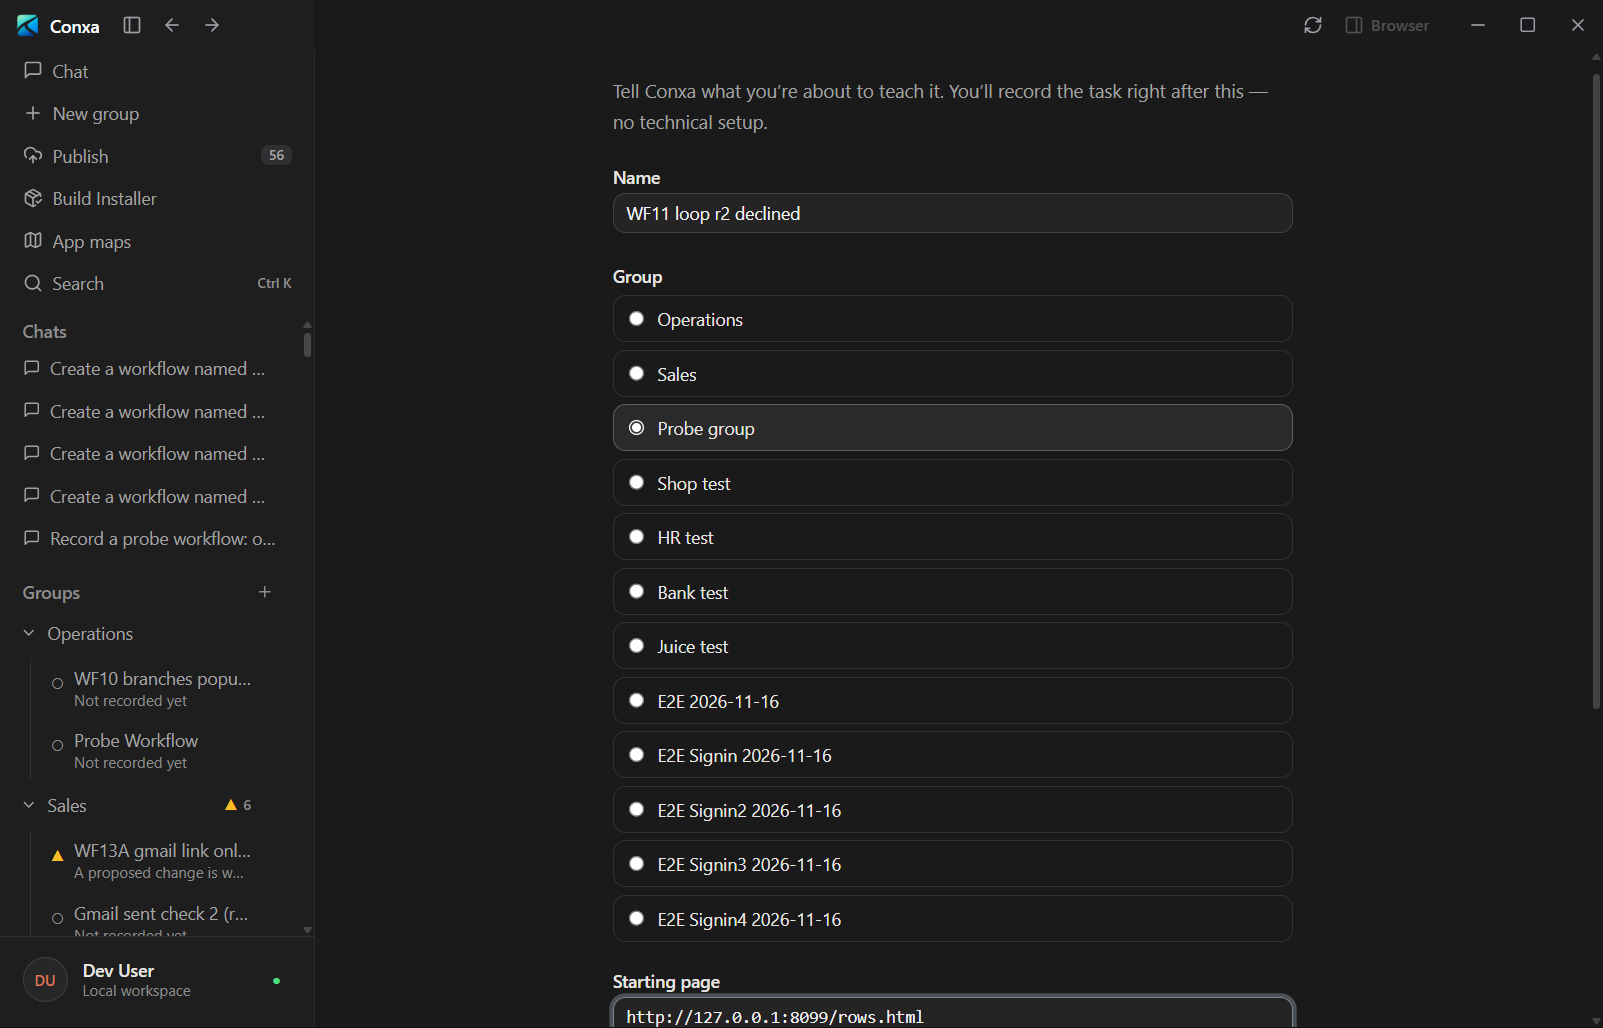 Conxa
Browser
Chat
New group
Publish 56
Build Installer
App maps
Search Ctrl K
Chats
Create a workflow named ...
Create a workflow named ...
Create a workflow named ...
Create a workflow named ...
Record a probe workflow: o...
Groups
Operations
WF10 branches popu...
Not recorded yet
Probe Workflow
Not recorded yet
Sales 6
WF13A gmail link onl...
A proposed change is w...
Gmail sent check 2 (r...
Not recorded yet
DU
Dev User
Local workspace
Tell Conxa what you’re about to teach it. You’ll record the task right after this —
no technical setup.
Name
WF11 loop r2 declined
Group
Operations
Sales
Probe group
Shop test
HR test
Bank test
Juice test
E2E 2026-11-16
E2E Signin 2026-11-16
E2E Signin2 2026-11-16
E2E Signin3 2026-11-16
E2E Signin4 2026-11-16
Starting page
http://127.0.0.1:8099/rows.html